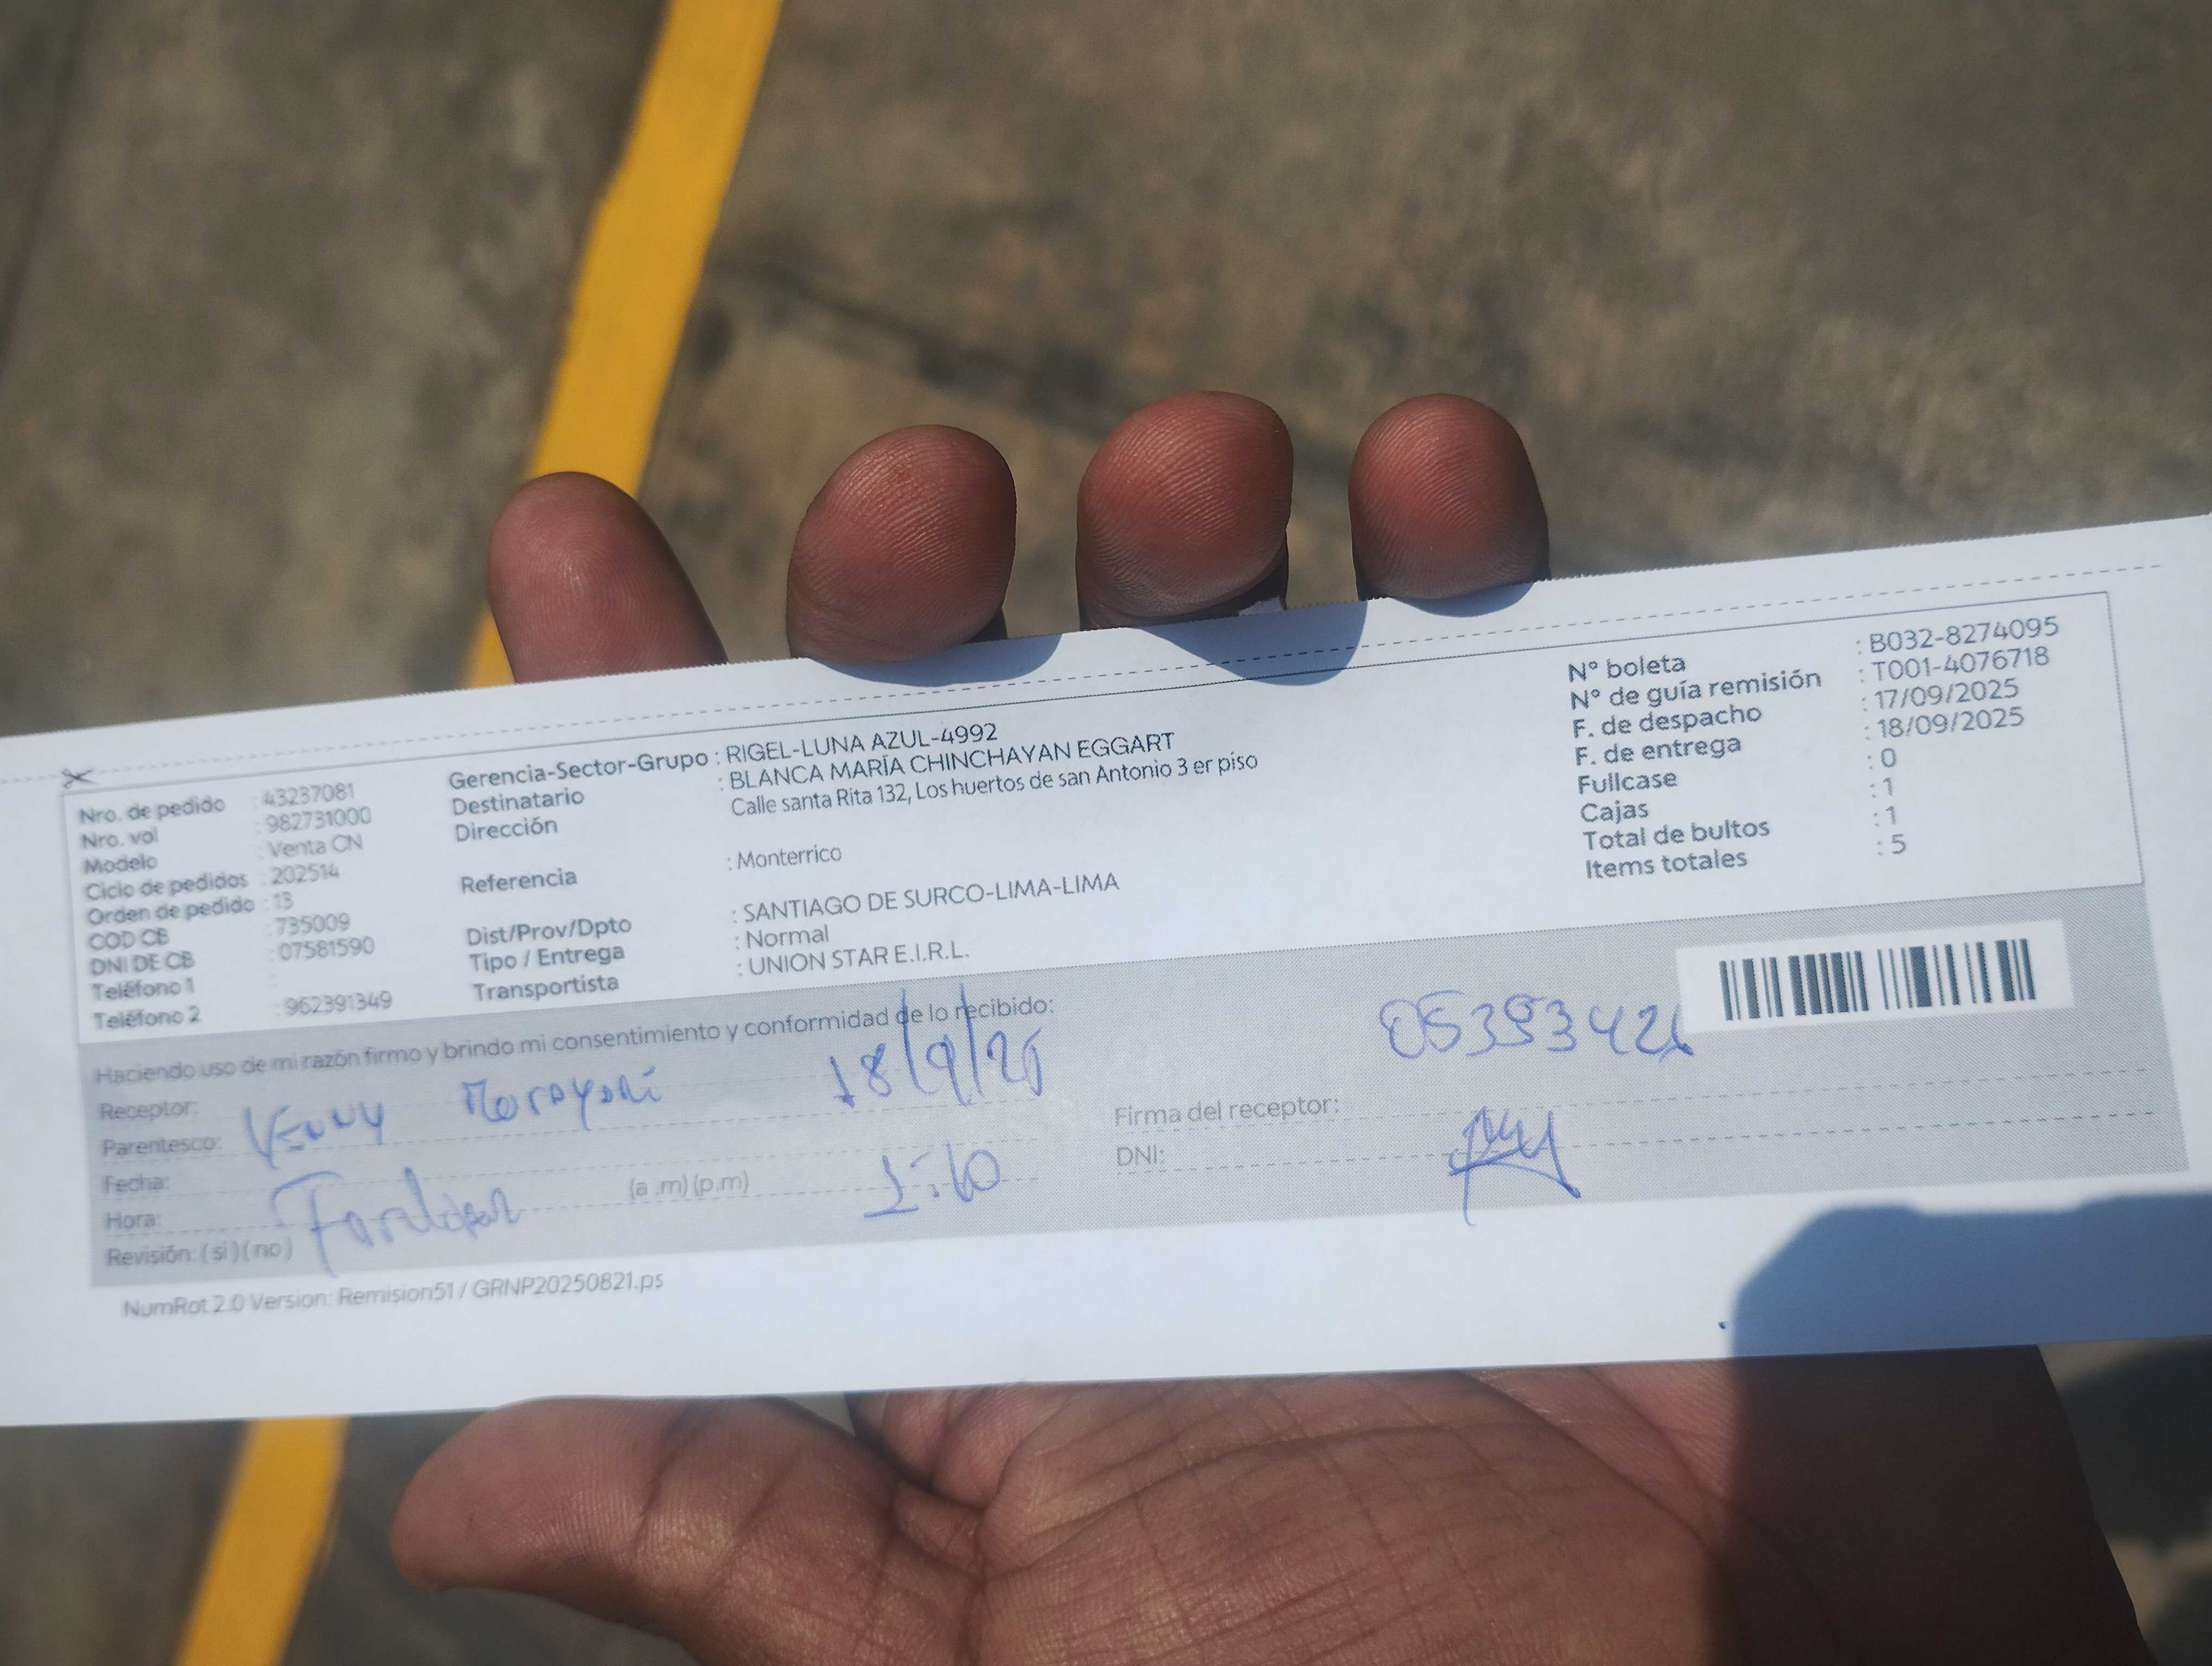 Nro. de pedido : 43237081
Nro. vol : 982731000
Modelo : Venta CN
Ciclo de pedidos : 202514
Orden de pedido : 13
COD CB : 735009
DNI DE CB : 07581590
Teléfono 1 :
Teléfono 2 : 962391349
Gerencia-Sector-Grupo : RIGEL-LUNA AZUL-4992
Destinatario : BLANCA MARÍA CHINCHAYAN EGGART
Dirección Calle santa Rita 132, Los huertos de san Antonio 3 er piso
Referencia : Monterrico
Dist/Prov/Dpto : SANTIAGO DE SURCO-LIMA-LIMA
Tipo / Entrega : Normal
Transportista : UNION STAR E.I.R.L.
N° boleta : B032-8274095
N° de guía remisión : T001-4076718
F. de despacho : 17/09/2025
F. de entrega : 18/09/2025
Fullcase : 0
Cajas : 1
Total de bultos : 1
Items totales : 5
Haciendo uso de mi razón firmo y brindo mi consentimiento y conformidad de lo recibido:
Receptor:
Parentesco:
18/9/25
Fecha:
Hora: (a .m) (p.m) 1:10
Revisión: ( si )( no )
Firma del receptor:
DNI:
NumRot 2.0 Version: Remision51 / GRNP20250821.ps